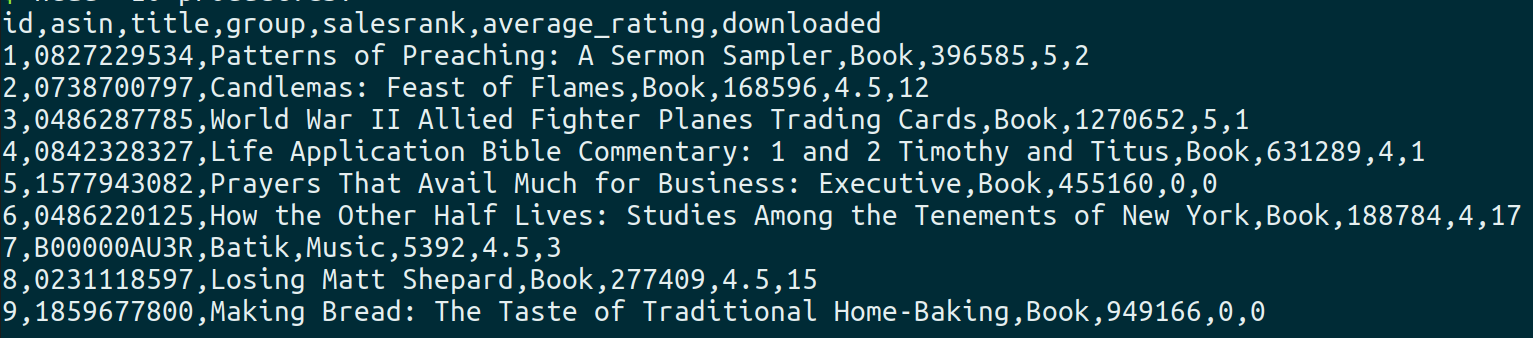 id,asin,title,group,salesrank,average_rating,downloaded
1,0827229534,Patterns of Preaching: A Sermon Sampler,Book,396585,5,2
2,0738700797,Candlemas: Feast of Flames,Book,168596,4.5,12
3,0486287785,World War II Allied Fighter Planes Trading Cards,Book,1270652,5,1
4,0842328327,Life Application Bible Commentary: 1 and 2 Timothy and Titus,Book,631289,4,1
5,1577943082,Prayers That Avail Much for Business: Executive,Book,455160,0,0
6,0486220125,How the Other Half Lives: Studies Among the Tenements of New York,Book,188784,4,17
7,B00000AU3R,Batik,Music,5392,4.5,3
8,0231118597,Losing Matt Shepard,Book,277409,4.5,15
9,1859677800,Making Bread: The Taste of Traditional Home-Baking,Book,949166,0,0